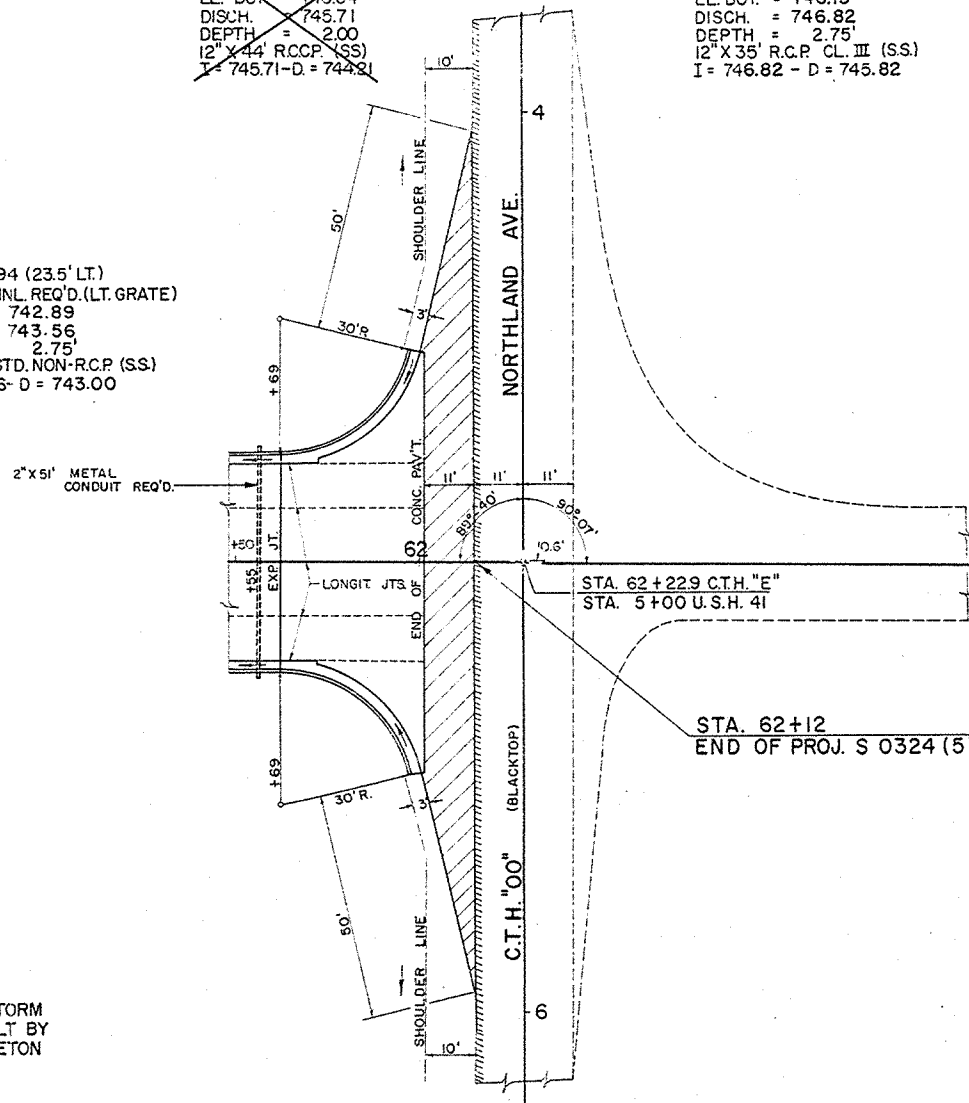 DISCH. = 745.71
DEPTH = 2.00
12" X 44' R.C.C.P. (SS)
I = 745.71 - D. = 744.21
DISCH. = 746.82
DEPTH = 2.75'
12" X 35' R.C.P. CL. III (S.S.)
I = 746.82 - D = 745.82
10'
4
50'
SHOULDER LINE
NORTHLAND AVE.
94 (23.5' LT.)
INL. REQ'D. (LT. GRATE)
742.89
743.56
2.75'
STD. NON-R.C.P. (S.S.)
6- D = 743.00
3'
30'R
+69
2"X51' METAL
CONDUIT REQ'D.
CONC. PAV'T.
11'
11'
11'
89°-40'
90°-07'
+50
+55
EXP. JT.
62
0.6'
LONGIT. JTS.
END OF
STA. 62+22.9 C.T.H. "E"
STA. 5+00 U.S.H. 41
STA. 62+12
END OF PROJ. S 0324 (5
+69
30'R.
3'
(BLACKTOP)
C.T.H. "OO"
50'
SHOULDER LINE
6
10'
TORM
LT BY
ETON